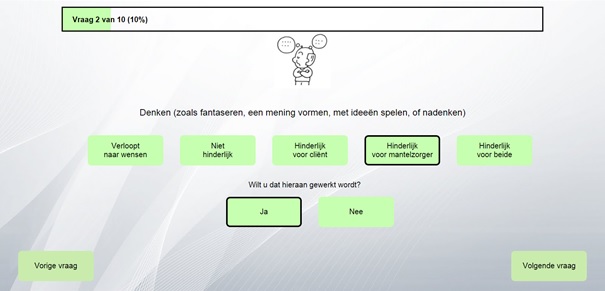 Vraag 2 van 10 (10%)
Denken (zoals fantaseren, een mening vormen, met ideeën spelen, of nadenken)
Verloopt
naar wensen
Niet
hinderlijk
Hinderlijk
voor cliënt
Hinderlijk
voor mantelzorger
Hinderlijk
voor beide
Wilt u dat hieraan gewerkt wordt?
Ja
Nee
Vorige vraag
Volgende vraag